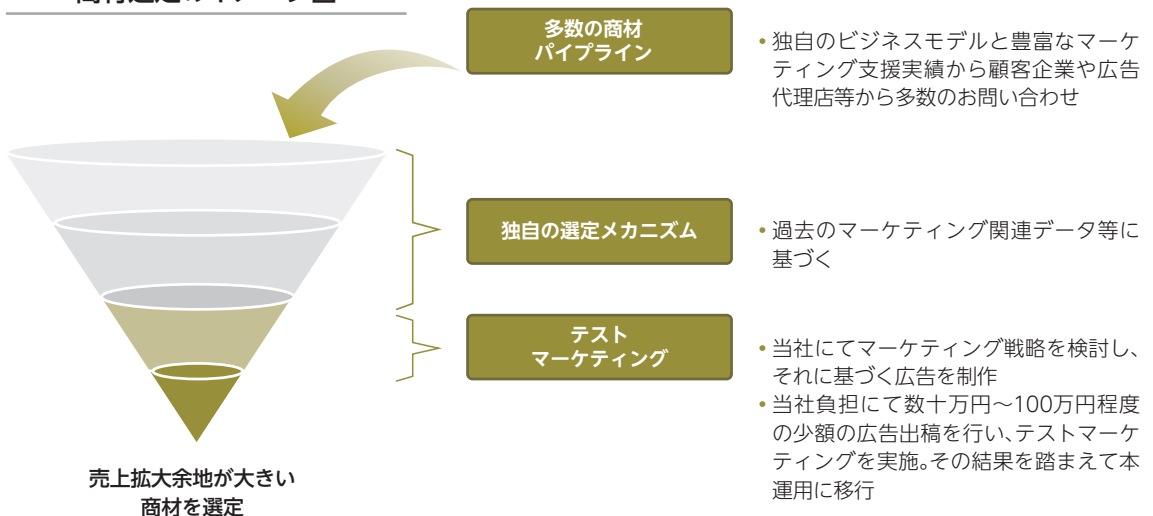 多数の商材
パイプライン
• 独自のビジネスモデルと豊富なマーケ
ティング支援実績から顧客企業や広告
代理店等から多数のお問い合わせ
独自の選定メカニズム
• 過去のマーケティング関連データ等に
基づく
テスト
マーケティング
• 当社にてマーケティング戦略を検討し、
それに基づく広告を制作
• 当社負担にて数十万円～100万円程度
の少額の広告出稿を行い、テストマーケ
ティングを実施。その結果を踏まえて本
運用に移行
売上拡大余地が大きい
商材を選定